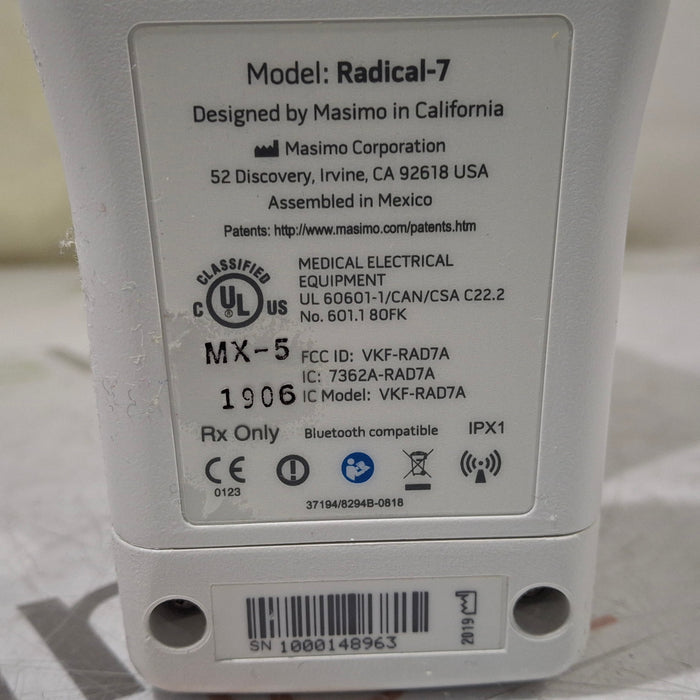 Model: Radical-7
Designed by Masimo in California
Masimo Corporation
52 Discovery, Irvine, CA 92618 USA
Assembled in Mexico
Patents: http://www.masimo.com/patents.htm
CLASSIFIED
C UL® US
MEDICAL ELECTRICAL
EQUIPMENT
UL 60601-1/CAN/CSA C22.2
No. 601.1 80FK
MX-5
FCC ID: VKF-RAD7A
IC: 7362A-RAD7A
1906
IC Model: VKF-RAD7A
Rx Only
Bluetooth compatible
IPX1
CE
0123
37194/8294B-0818
SN 1000148963
2019